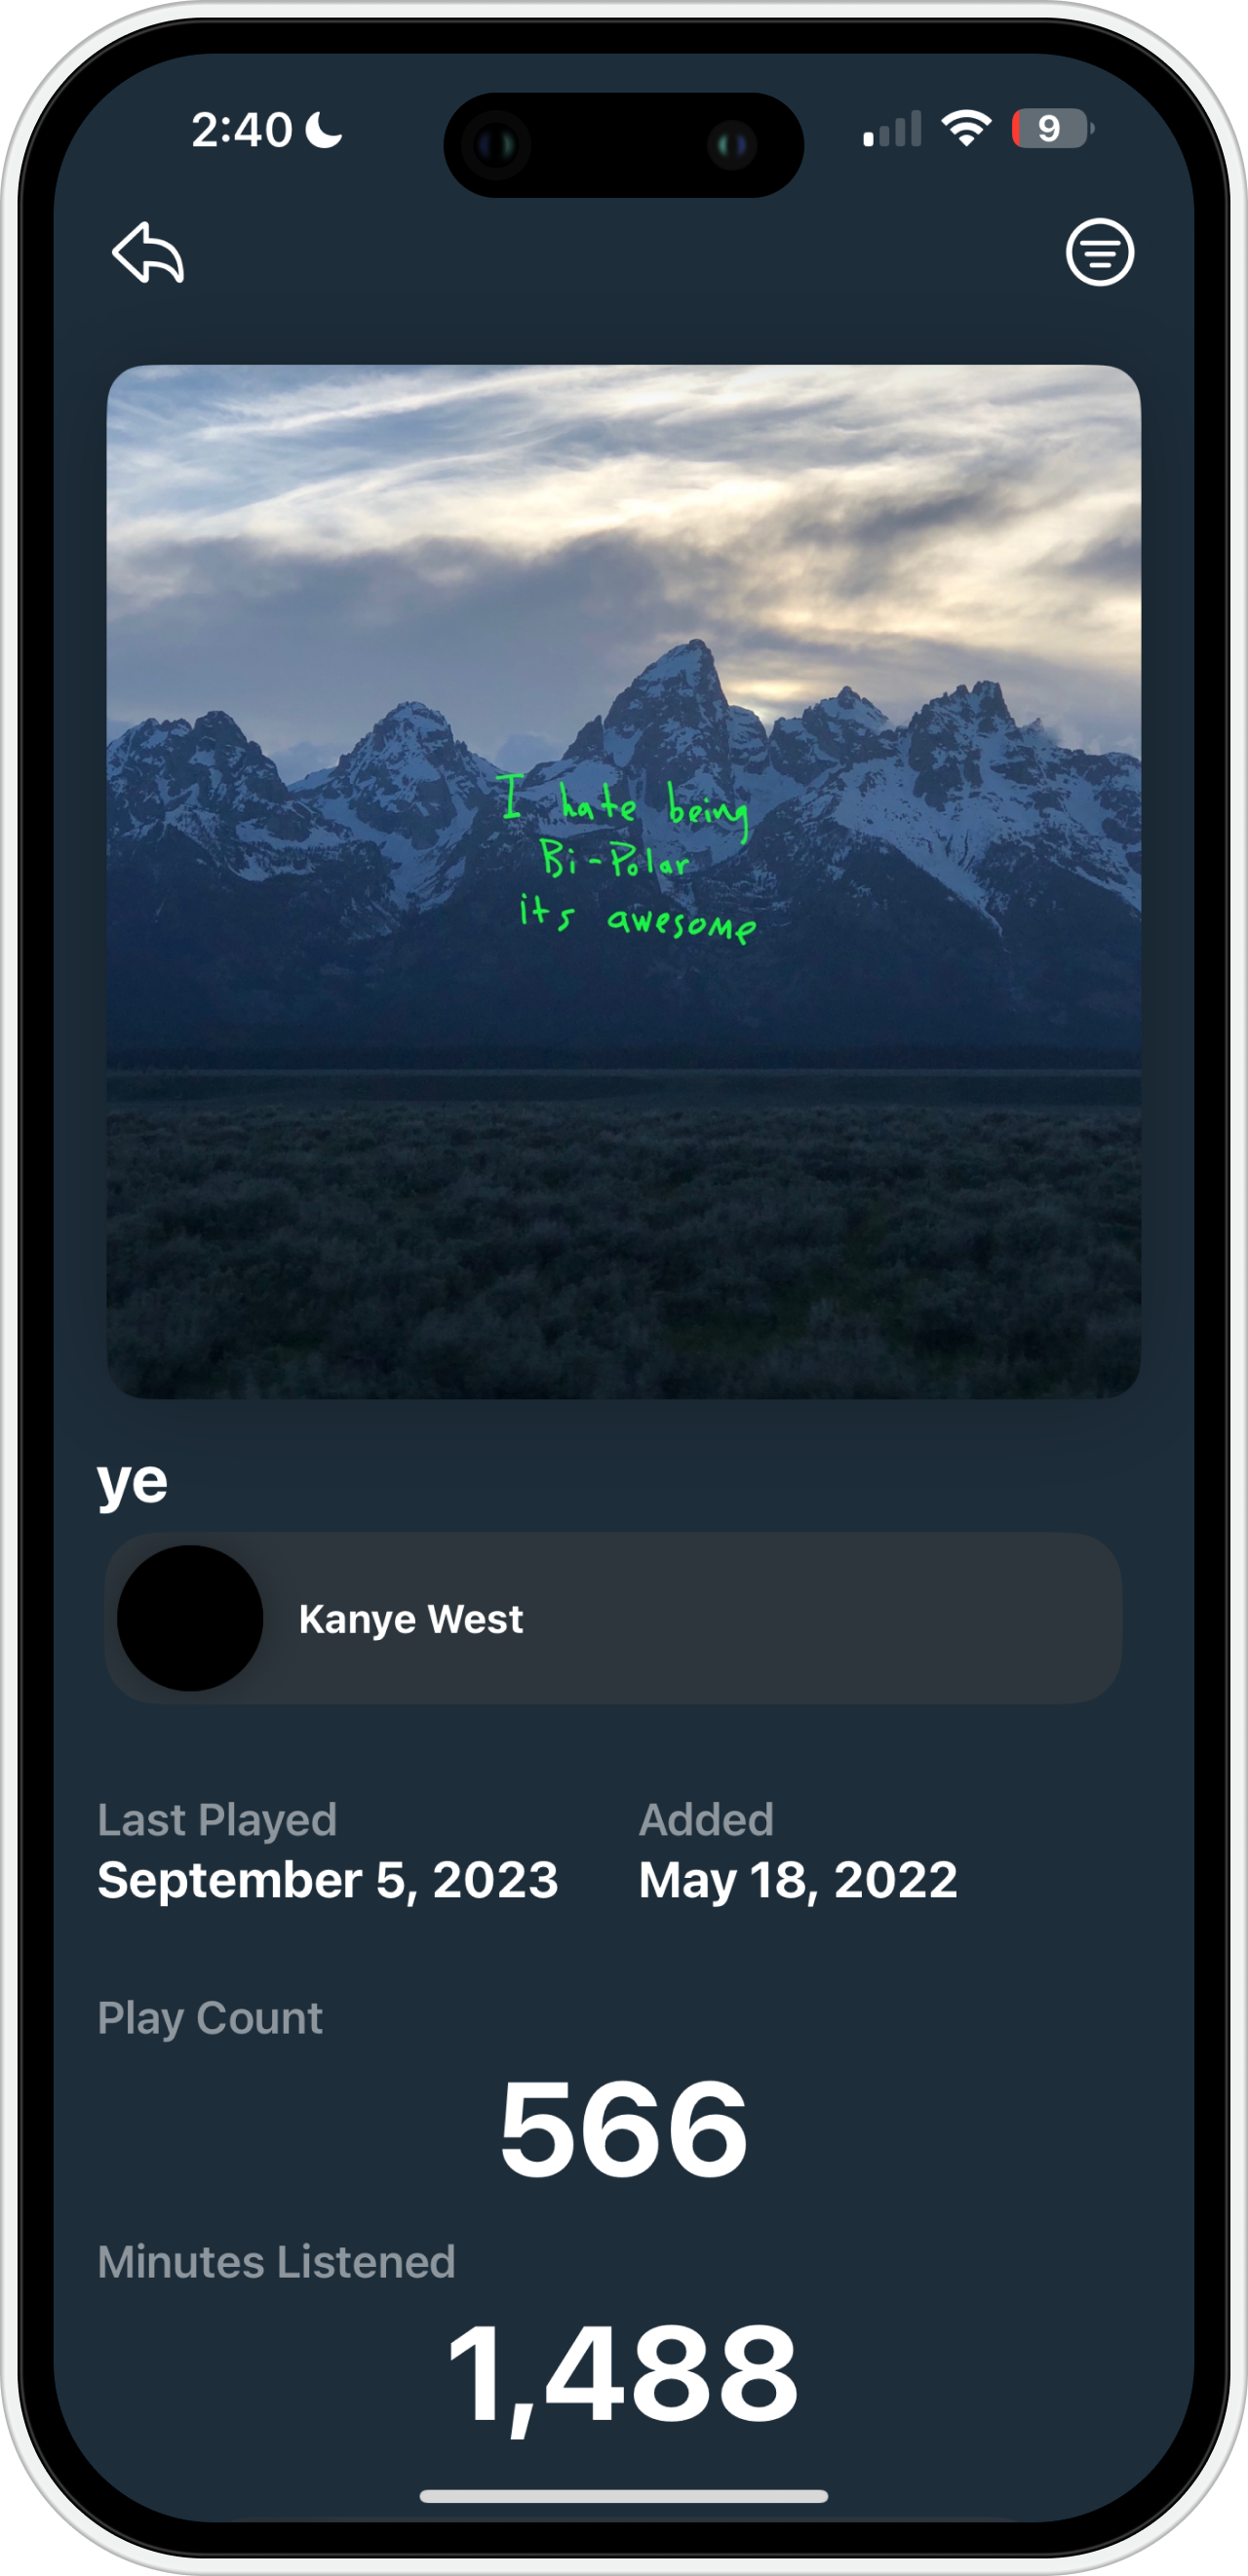 2:40
9
I hate being
Bi-Polar
its awesome
ye
Kanye West
Last Played
Added
September 5, 2023
May 18, 2022
Play Count
566
Minutes Listened
1,488